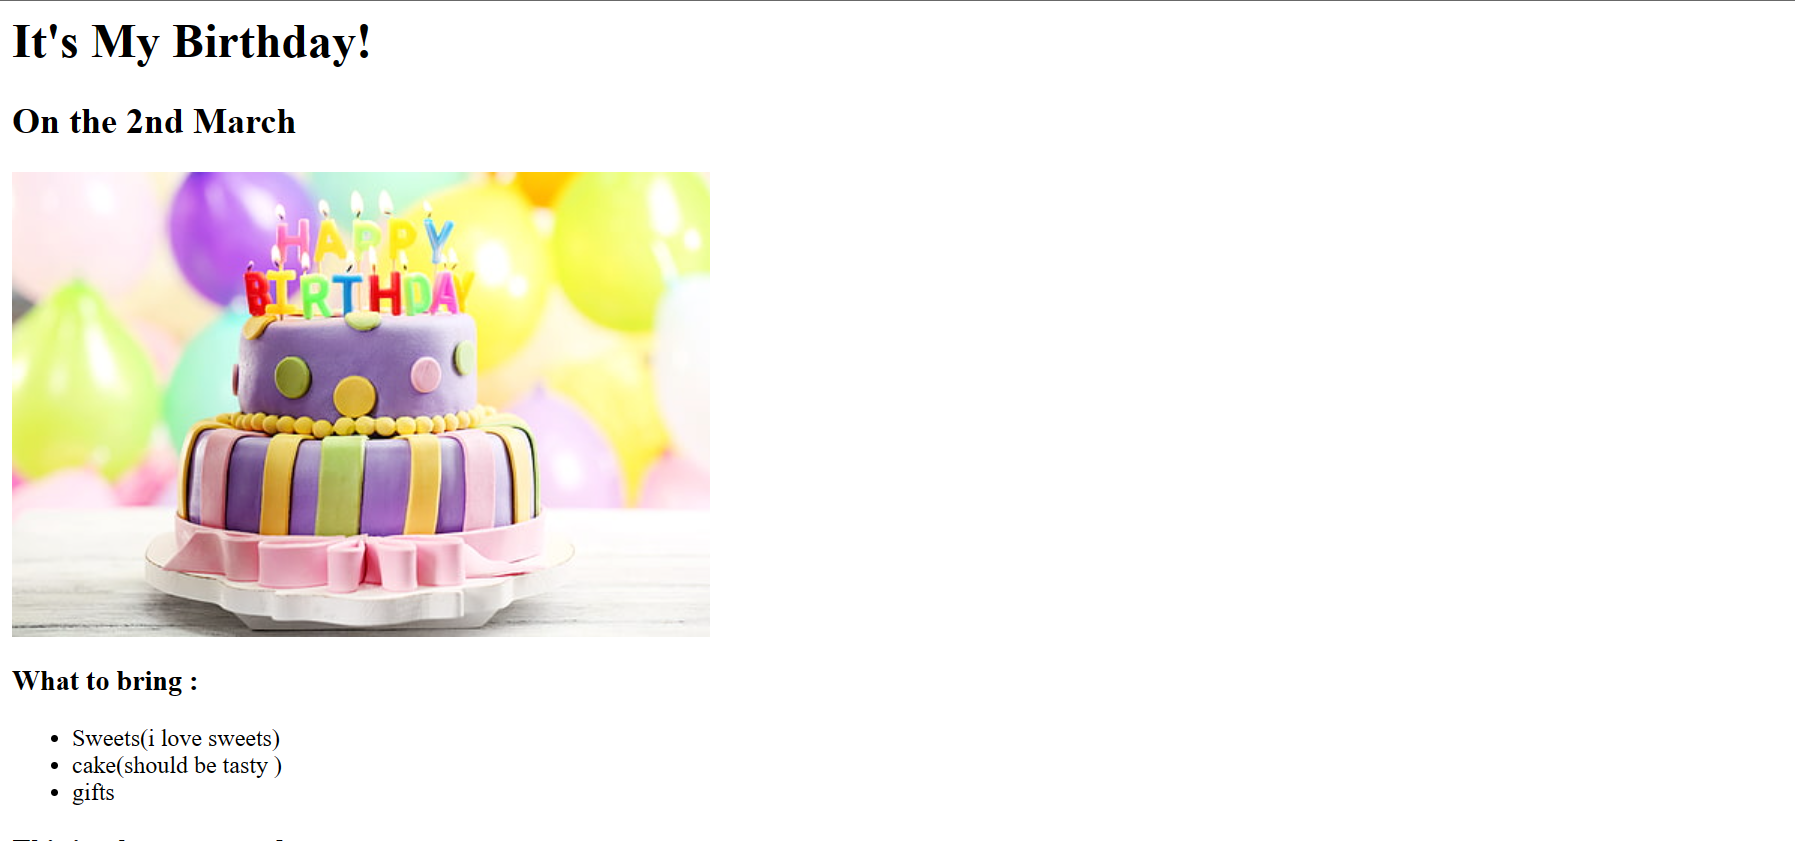 It's My Birthday!
On the 2nd March
HAPPY
BIRTHDAY
What to bring :
Sweets(i love sweets)
cake(should be tasty )
gifts